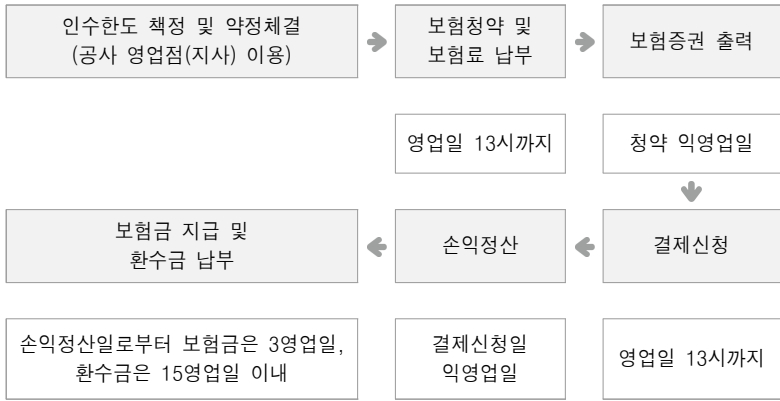 인수한도 책정 및 약정체결
(공사 영업점(지사) 이용)
보험청약 및
보험료 납부
보험증권 출력
영업일 13시까지
청약 익영업일
보험금 지급 및
환수금 납부
손익정산
결제신청
손익정산일로부터 보험금은 3영업일,
환수금은 15영업일 이내
결제신청일
익영업일
영업일 13시까지